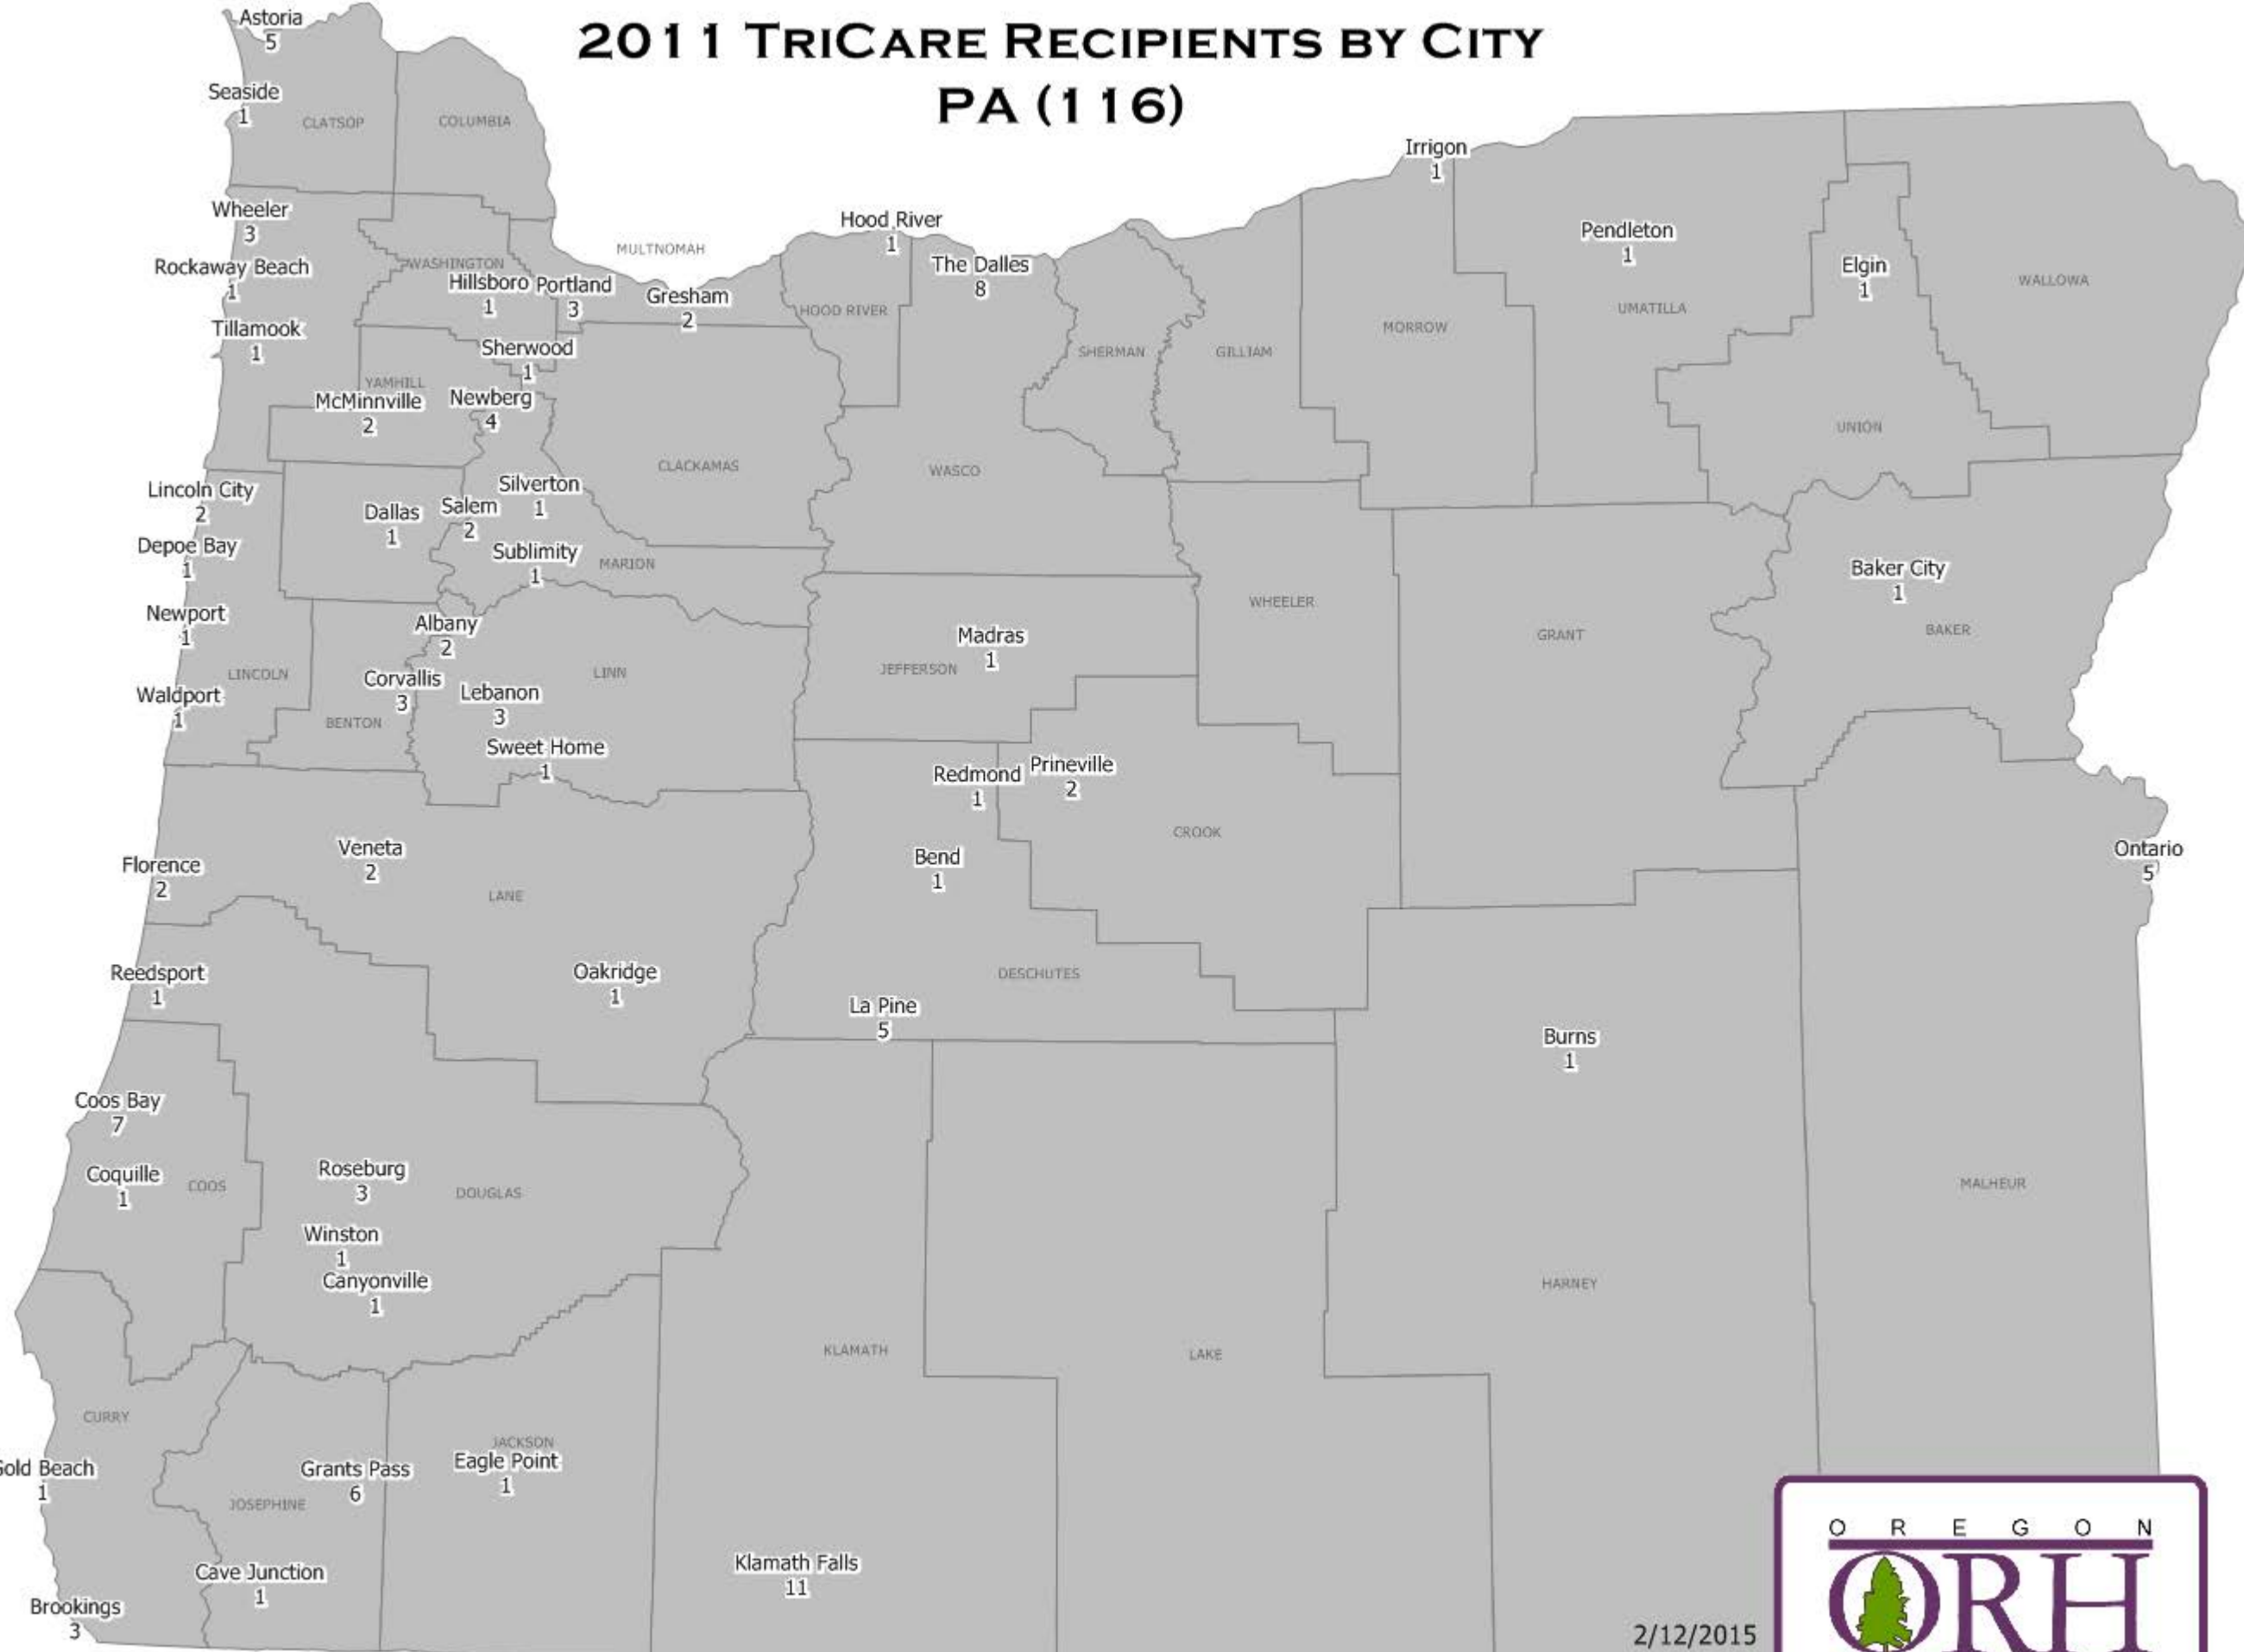 2011 TriCare Recipients by City
PA (116)
Astoria
5
Seaside
1
CLATSOP
COLUMBIA
Irrigon
1
Wheeler
3
Hood River
1
Pendleton
1
MULTNOMAH
Rockaway Beach
1
WASHINGTON
Hillsboro
1
Portland
3
Gresham
2
The Dalles
8
Elgin
1
WALLOWA
HOOD RIVER
UMATILLA
Tillamook
1
MORROW
Sherwood
1
SHERMAN
GILLIAM
YAMHILL
McMinnville
2
Newberg
4
UNION
CLACKAMAS
WASCO
Lincoln City
2
Silverton
1
Dallas
1
Salem
2
Depoe Bay
1
Sublimity
1
MARION
Baker City
1
WHEELER
Newport
1
Albany
2
Madras
1
GRANT
BAKER
LINCOLN
LINN
JEFFERSON
Corvallis
3
Waldport
1
Lebanon
3
BENTON
Sweet Home
1
Redmond
1
Prineville
2
CROOK
Veneta
2
Florence
2
Bend
1
Ontario
5
LANE
Reedsport
1
Oakridge
1
DESCHUTES
La Pine
5
Burns
1
Coos Bay
7
Coquille
1
COOS
Roseburg
3
DOUGLAS
MALHEUR
Winston
1
Canyonville
1
HARNEY
KLAMATH
LAKE
CURRY
JACKSON
Gold Beach
1
Grants Pass
6
Eagle Point
1
JOSEPHINE
Cave Junction
1
Klamath Falls
11
Brookings
3
2/12/2015
OREGON
ORH